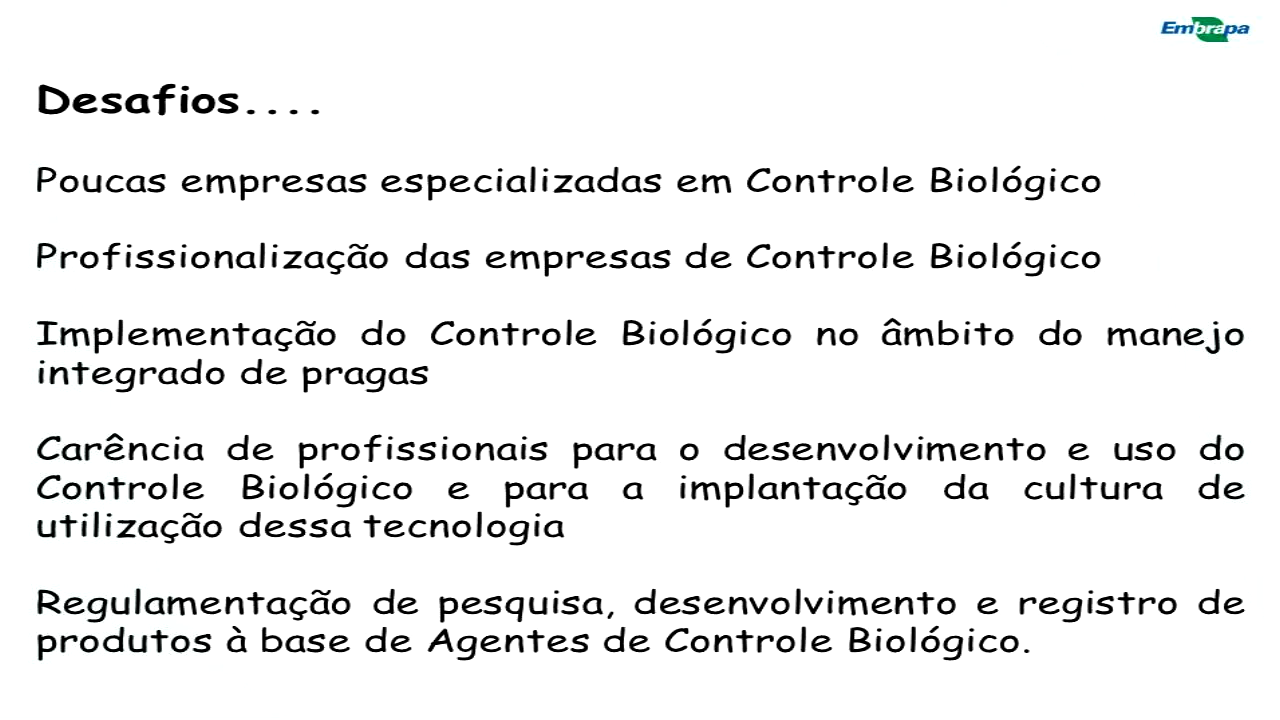 Embrapa
Desafios....
Poucas empresas especializadas em Controle Biológico
Profissionalização das empresas de Controle Biológico
Implementação do Controle Biológico no âmbito do manejo
integrado de pragas
Carência de profissionais para o desenvolvimento e uso do
Controle Biológico e para a implantação da cultura de
utilização dessa tecnologia
Regulamentação de pesquisa, desenvolvimento e registro de
produtos à base de Agentes de Controle Biológico.